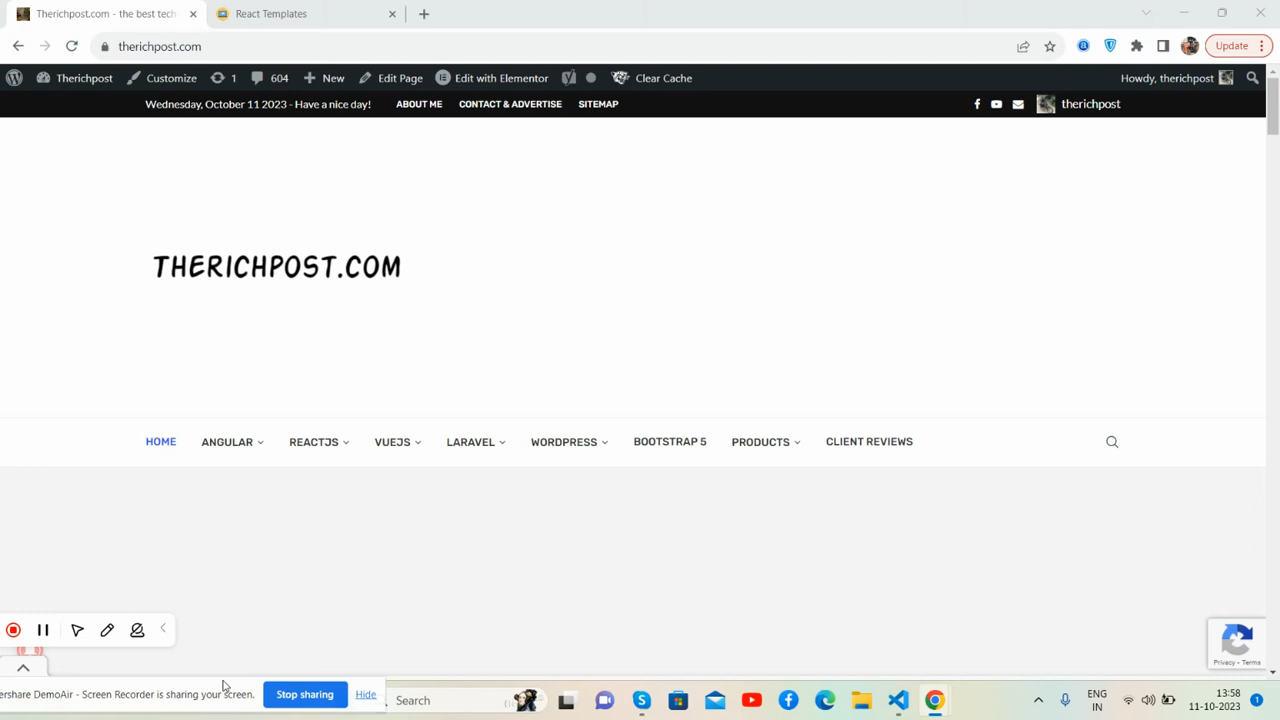 Therichpost.com - the best tech
React Templates
therichpost.com
Update
Therichpost
Customize
1
604
New
Edit Page
Edit with Elementor
Clear Cache
Howdy, therichpost
Wednesday, October 11 2023 - Have a nice day!
ABOUT ME
CONTACT & ADVERTISE
SITEMAP
therichpost
THERICHPOST.COM
HOME
ANGULAR
REACTJS
VUEJS
LARAVEL
WORDPRESS
BOOTSTRAP 5
PRODUCTS
CLIENT REVIEWS
Privacy - Terms
ershare DemoAir - Screen Recorder is sharing your screen.
Stop sharing
Hide
Search
ENG
IN
13:58
11-10-2023
1